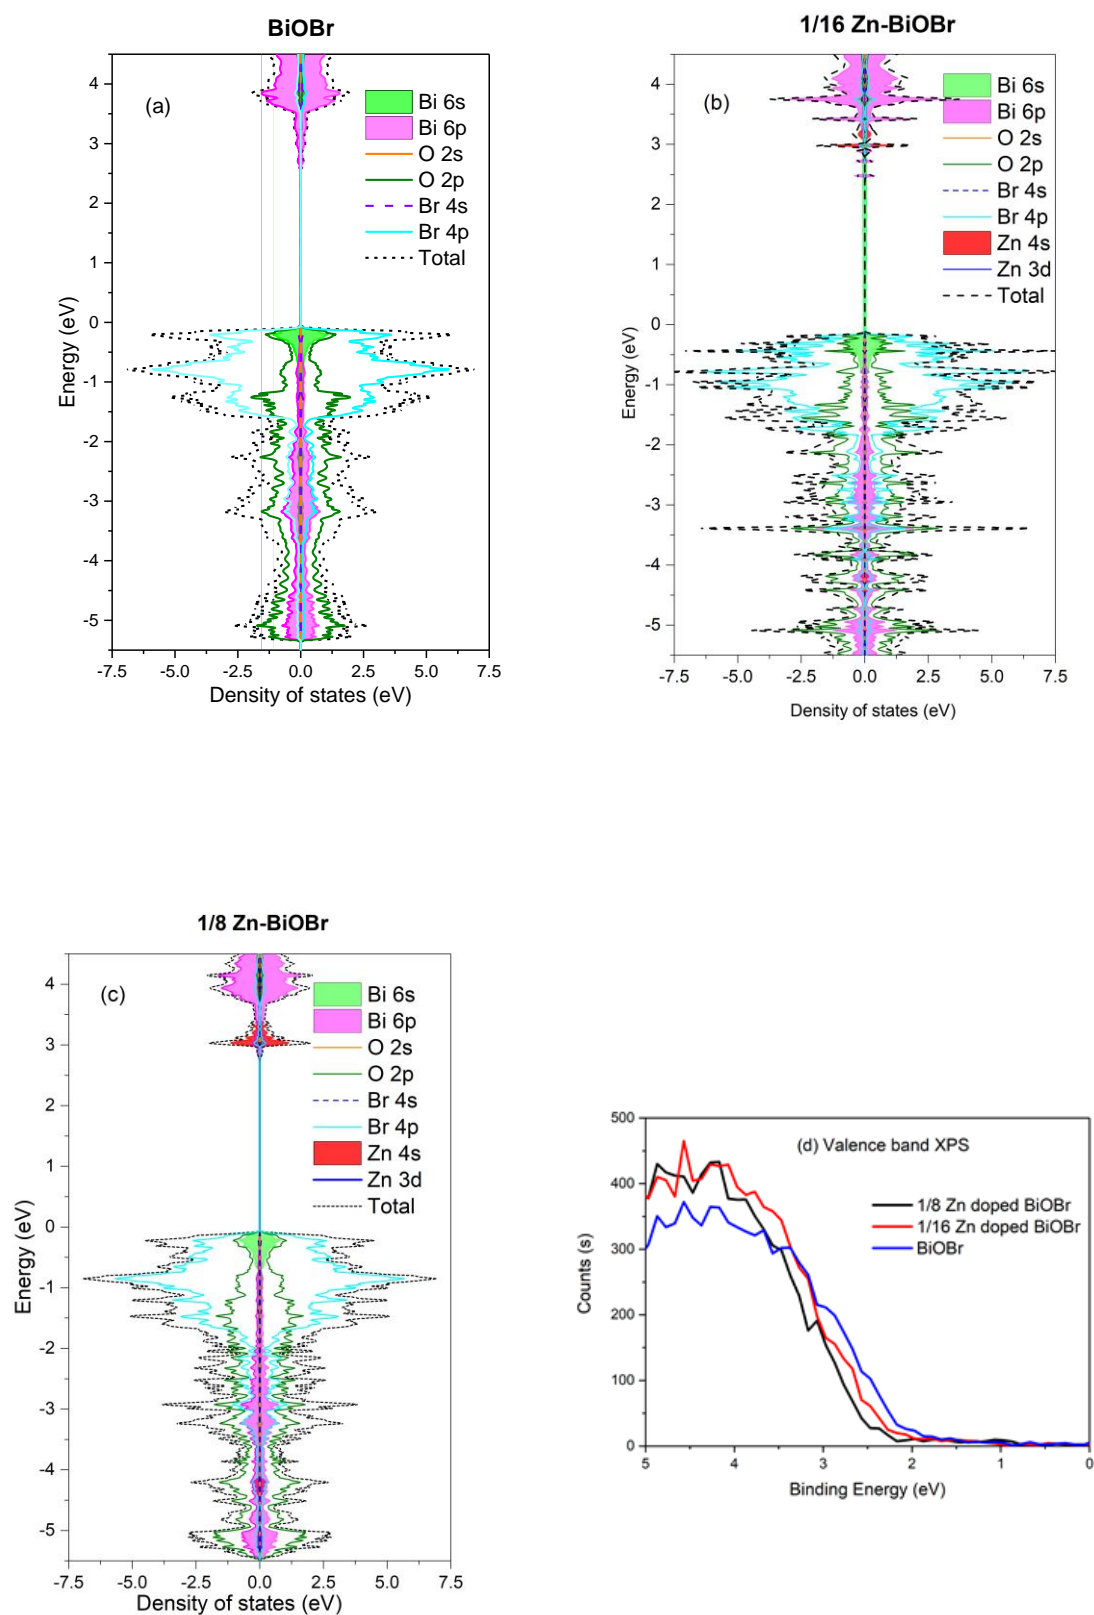 BiOBr
(a)
Bi 6s
Bi 6p
O 2s
O 2p
Br 4s
Br 4p
Total
4
3
2
1
0
-1
-2
-3
-4
-5
Energy (eV)
-7.5 -5.0 -2.5 0.0 2.5 5.0 7.5
Density of states (eV)
1/16 Zn-BiOBr
(b)
Bi 6s
Bi 6p
O 2s
O 2p
Br 4s
Br 4p
Zn 4s
Zn 3d
Total
4
3
2
1
0
-1
-2
-3
-4
-5
Energy (eV)
-7.5 -5.0 -2.5 0.0 2.5 5.0 7.5
Density of states (eV)
1/8 Zn-BiOBr
(c)
Bi 6s
Bi 6p
O 2s
O 2p
Br 4s
Br 4p
Zn 4s
Zn 3d
Total
4
3
2
1
0
-1
-2
-3
-4
-5
Energy (eV)
-7.5 -5.0 -2.5 0.0 2.5 5.0 7.5
Density of states (eV)
(d) Valence band XPS
1/8 Zn doped BiOBr
1/16 Zn doped BiOBr
BiOBr
500
400
300
200
100
0
Counts (s)
5 4 3 2 1 0
Binding Energy (eV)